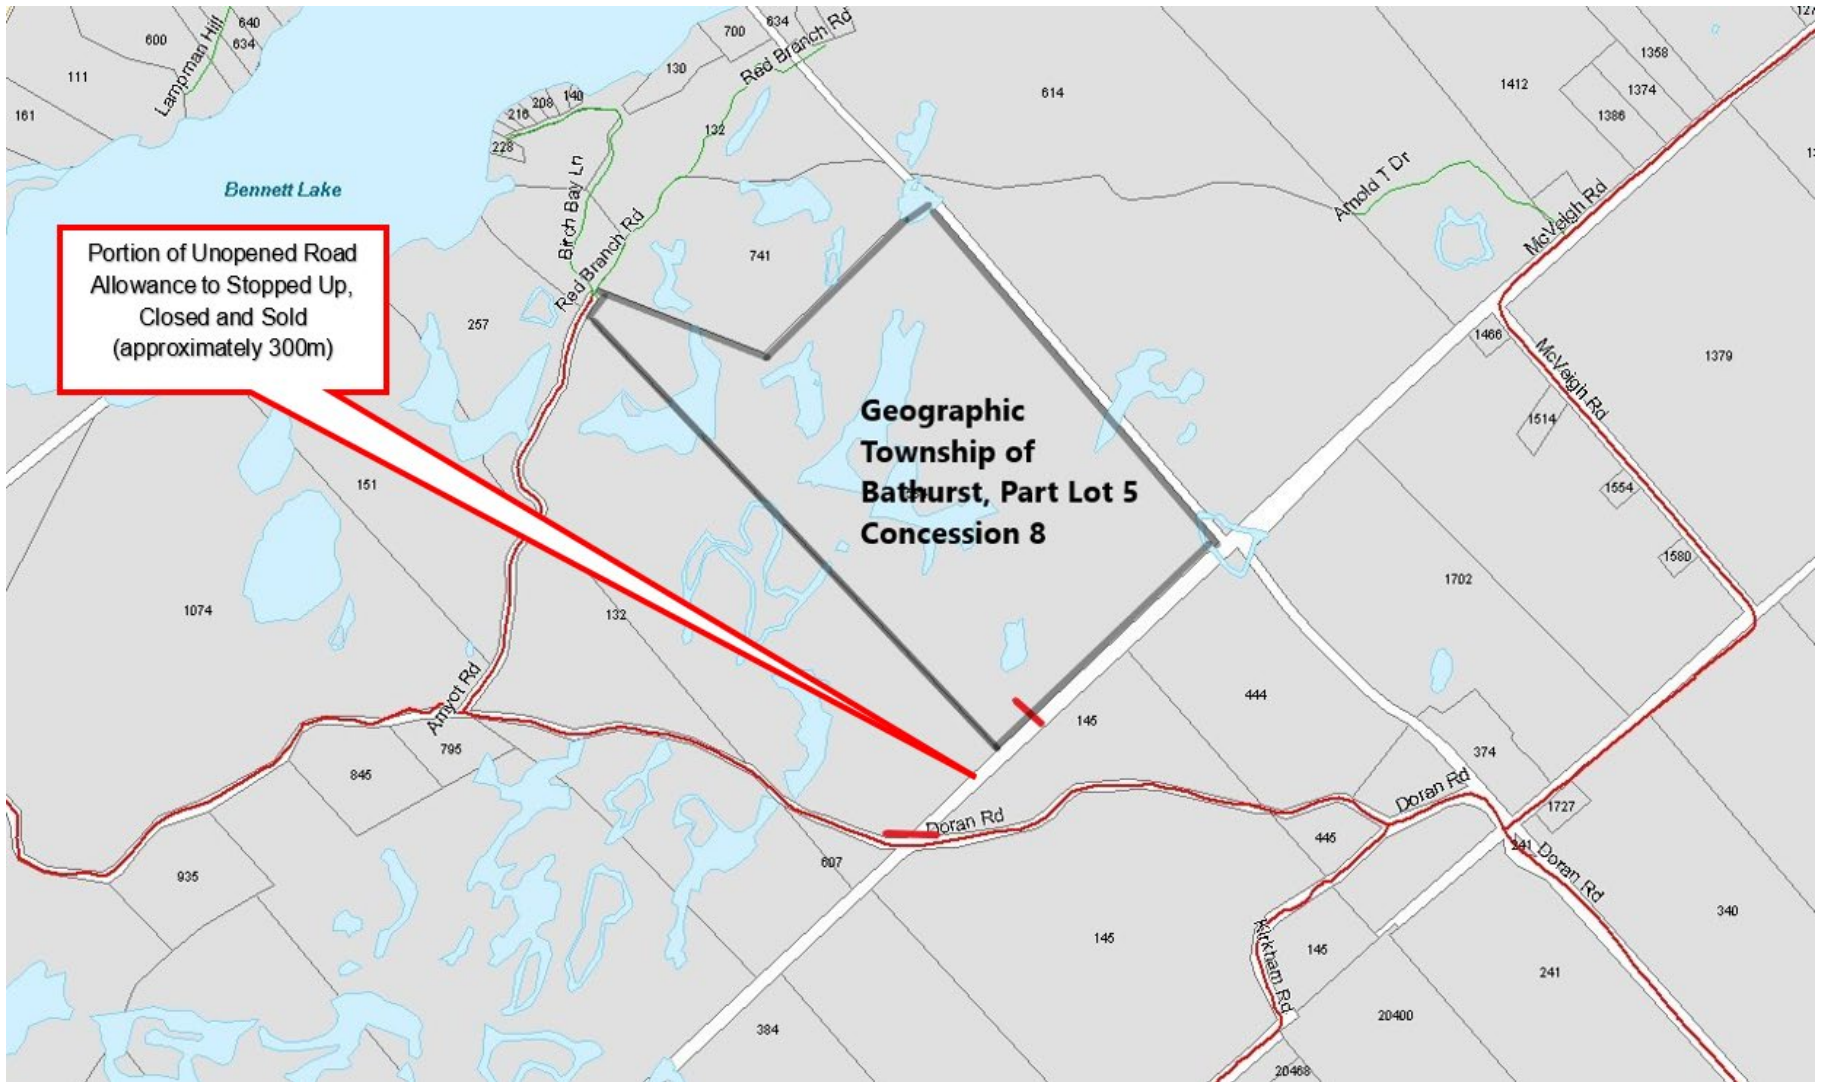 640
600
634
Lampman Hill
111
161
700
634
Red Branch Rd
130
614
1412
1358
1374
1386
127
140
208
216
228
132
Bennett Lake
Birch Bay Ln
Red Branch Rd
741
257
Arnold T Dr
McVeigh Rd
Portion of Unopened Road
Allowance to Stopped Up,
Closed and Sold
(approximately 300m)
1466
McVeigh Rd
1379
1514
1554
1580
Geographic
Township of
Bathurst, Part Lot 5
Concession 8
151
1074
132
1702
444
145
Amyot Rd
795
845
374
Doran Rd
1727
Doran Rd
445
607
241
Doran Rd
935
340
145
Kirkham Rd
145
241
384
20400
20468